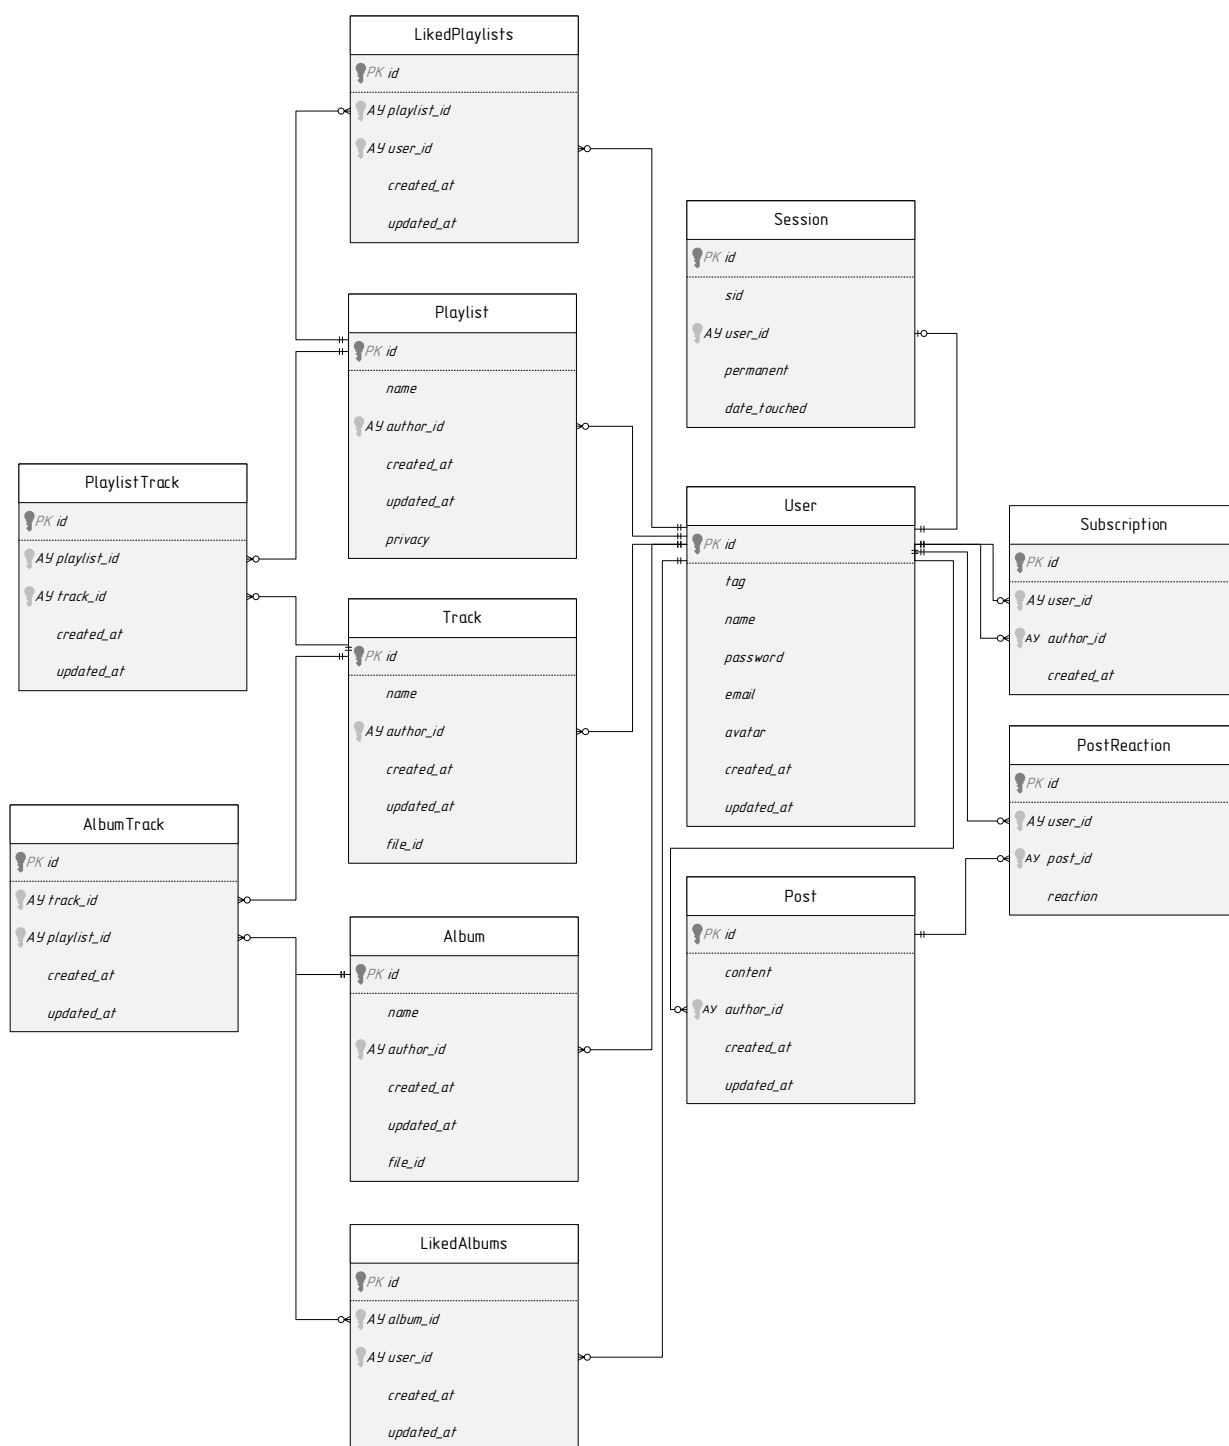 LikedPlaylists
PK id
AY playlist_id
AY user_id
created_at
updated_at
Session
PK id
sid
AY user_id
permanent
date_touched
Playlist
PK id
name
AY author_id
created_at
updated_at
privacy
PlaylistTrack
PK id
AY playlist_id
AY track_id
created_at
updated_at
User
PK id
tag
name
password
email
avatar
created_at
updated_at
Subscription
PK id
AY user_id
AY author_id
created_at
Track
PK id
name
AY author_id
created_at
updated_at
file_id
PostReaction
PK id
AY user_id
AY post_id
reaction
AlbumTrack
PK id
AY track_id
AY playlist_id
created_at
updated_at
Post
PK id
content
AY author_id
created_at
updated_at
Album
PK id
name
AY author_id
created_at
updated_at
file_id
LikedAlbums
PK id
AY album_id
AY user_id
created_at
updated_at